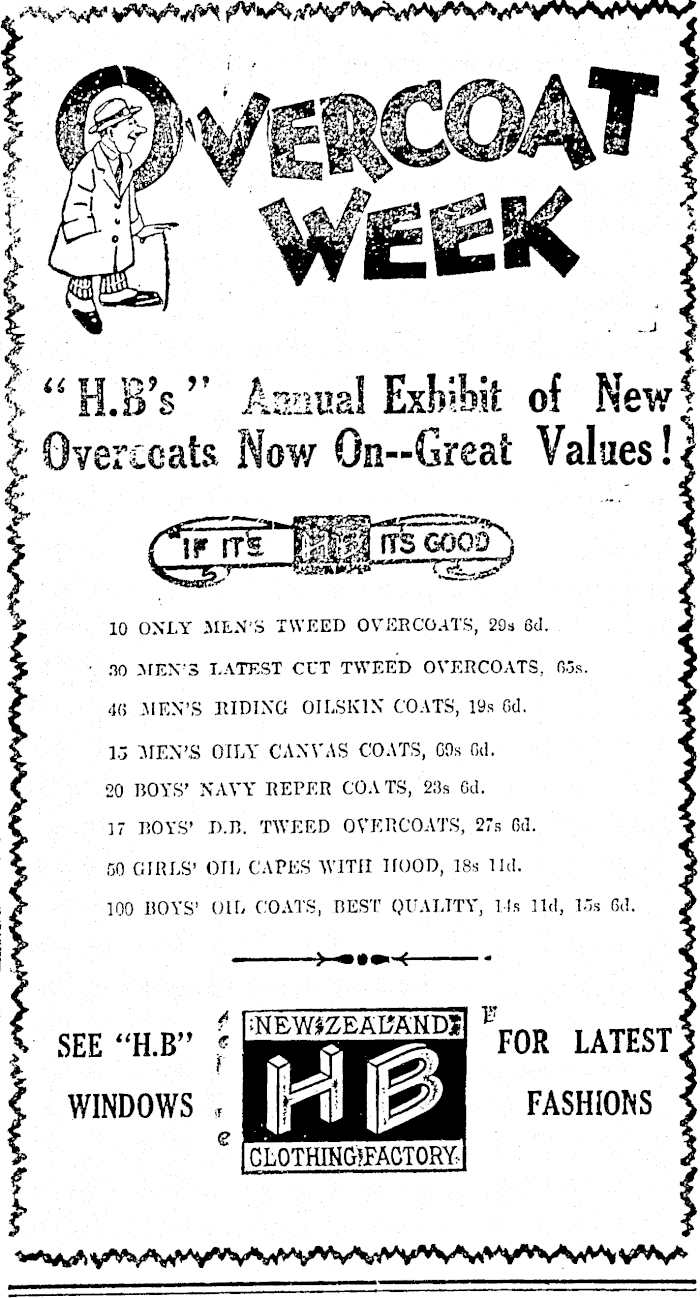 OVERCOAT
WEEK
“H.B's” Annual Exhibit of New
Overcoats Now On--Great Values!
"IF IT'S HB ITS GOOD
10 ONLY MEN'S TWEED OVERCOATS, 29s 6d.
30 MEN'S LATEST CUT TWEED OVERCOATS, 65s.
46 MEN'S RIDING OILSKIN COATS, 19s 6d.
15 MEN'S OILY CANVAS COATS, 69s 6d.
20 BOYS' NAVY REPER COATS, 23s 6d.
17 BOYS' D.B. TWEED OVERCOATS, 27s 6d.
50 GIRLS' OIL CAPES WITH HOOD, 18s 11d.
100 BOYS' OIL COATS, BEST QUALITY, 14s 11d, 15s 6d.
SEE “H.B”
WINDOWS
NEW ZEALAND
HB
CLOTHING FACTORY
FOR LATEST
FASHIONS